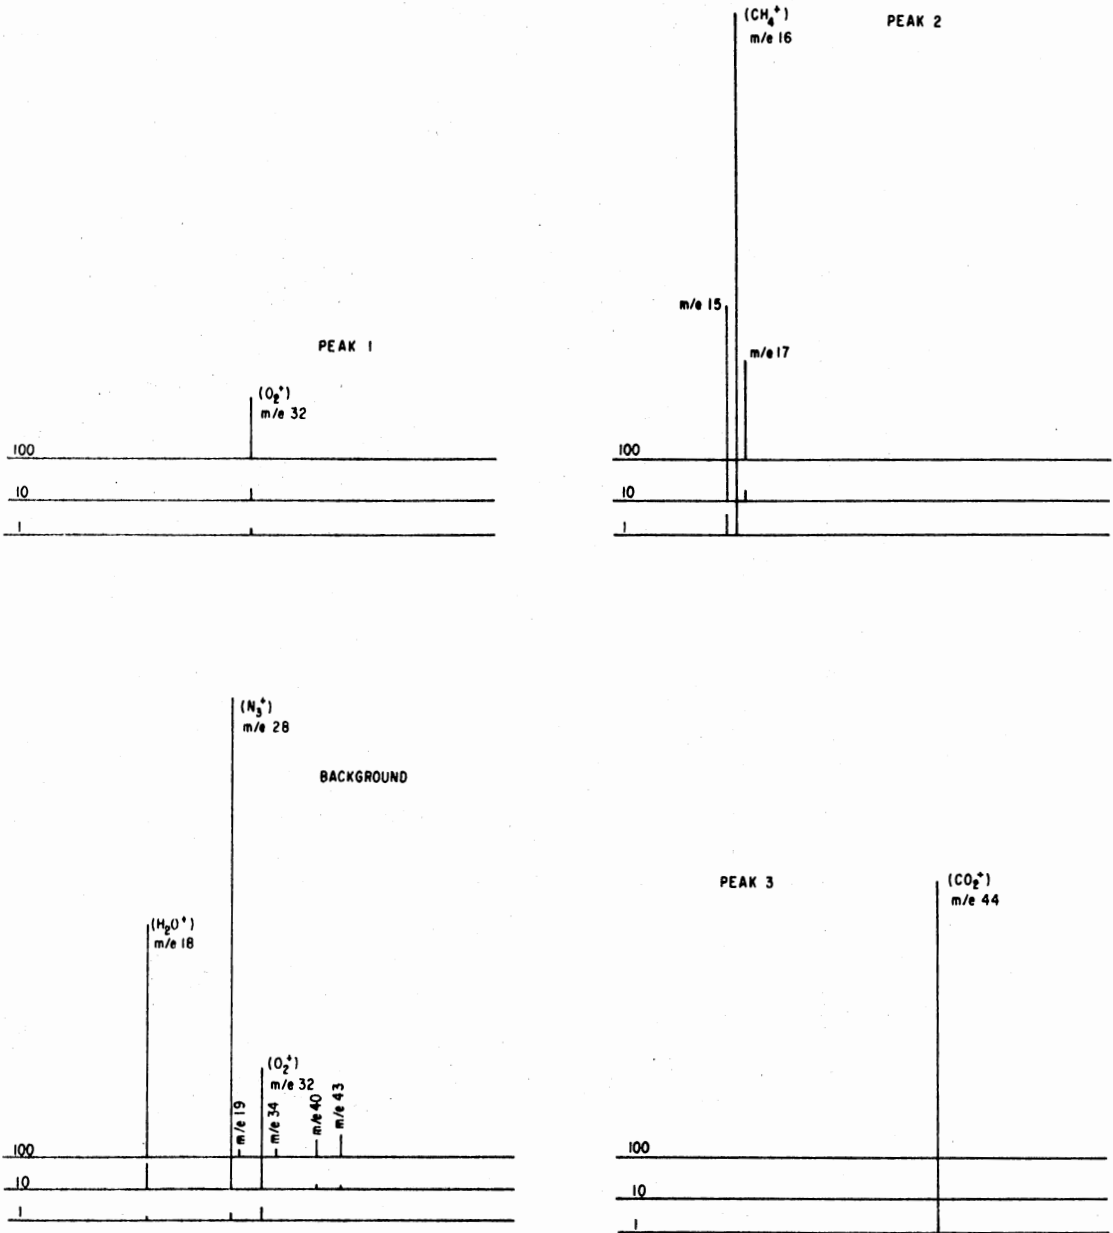 PEAK 1
(O₂⁺)
m/e 32
100
10
1
PEAK 2
(CH₄⁺)
m/e 16
m/e 15
m/e 17
100
10
1
BACKGROUND
(N₃⁺)
m/e 28
(H₂O⁺)
m/e 18
(O₂⁺)
m/e 32
m/e 19
m/e 34
m/e 40
m/e 43
100
10
1
PEAK 3
(CO₂⁺)
m/e 44
100
10
1